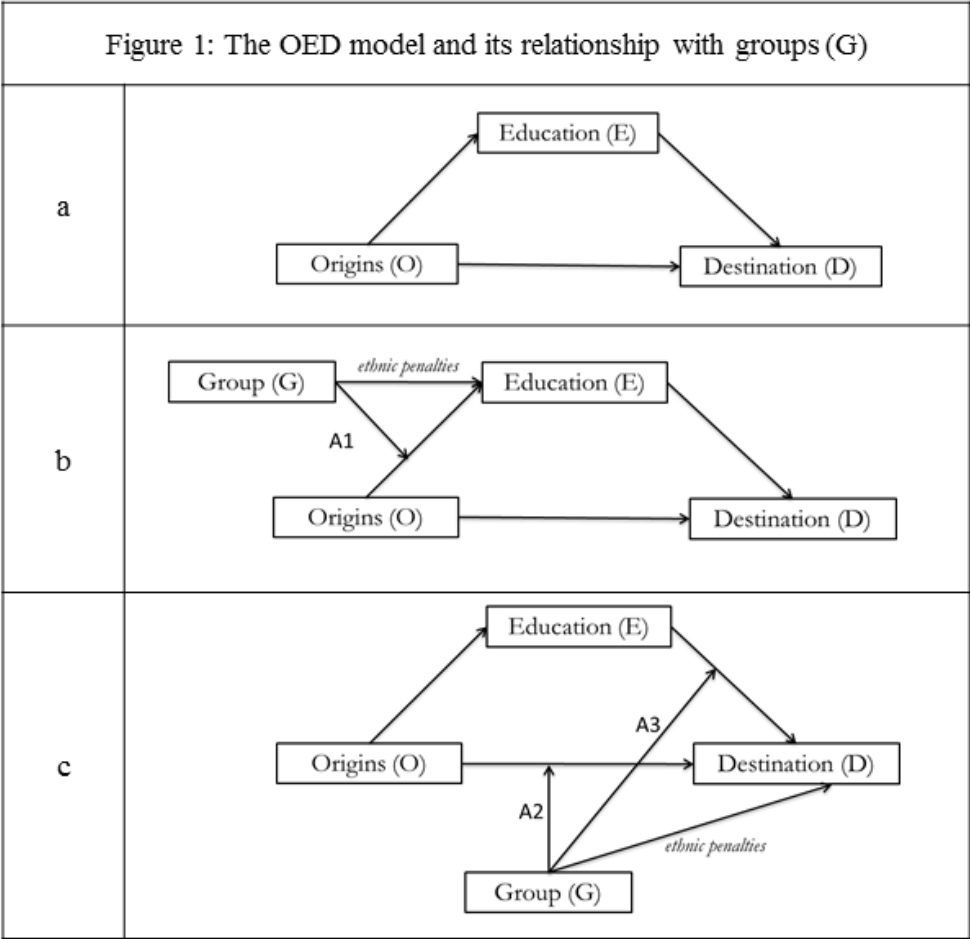 Figure 1: The OED model and its relationship with groups (G)
a
Education (E)
Origins (O)
Destination (D)
b
Group (G)
ethnic penalties
Education (E)
A1
Origins (O)
Destination (D)
c
Education (E)
A3
Origins (O)
Destination (D)
A2
ethnic penalties
Group (G)